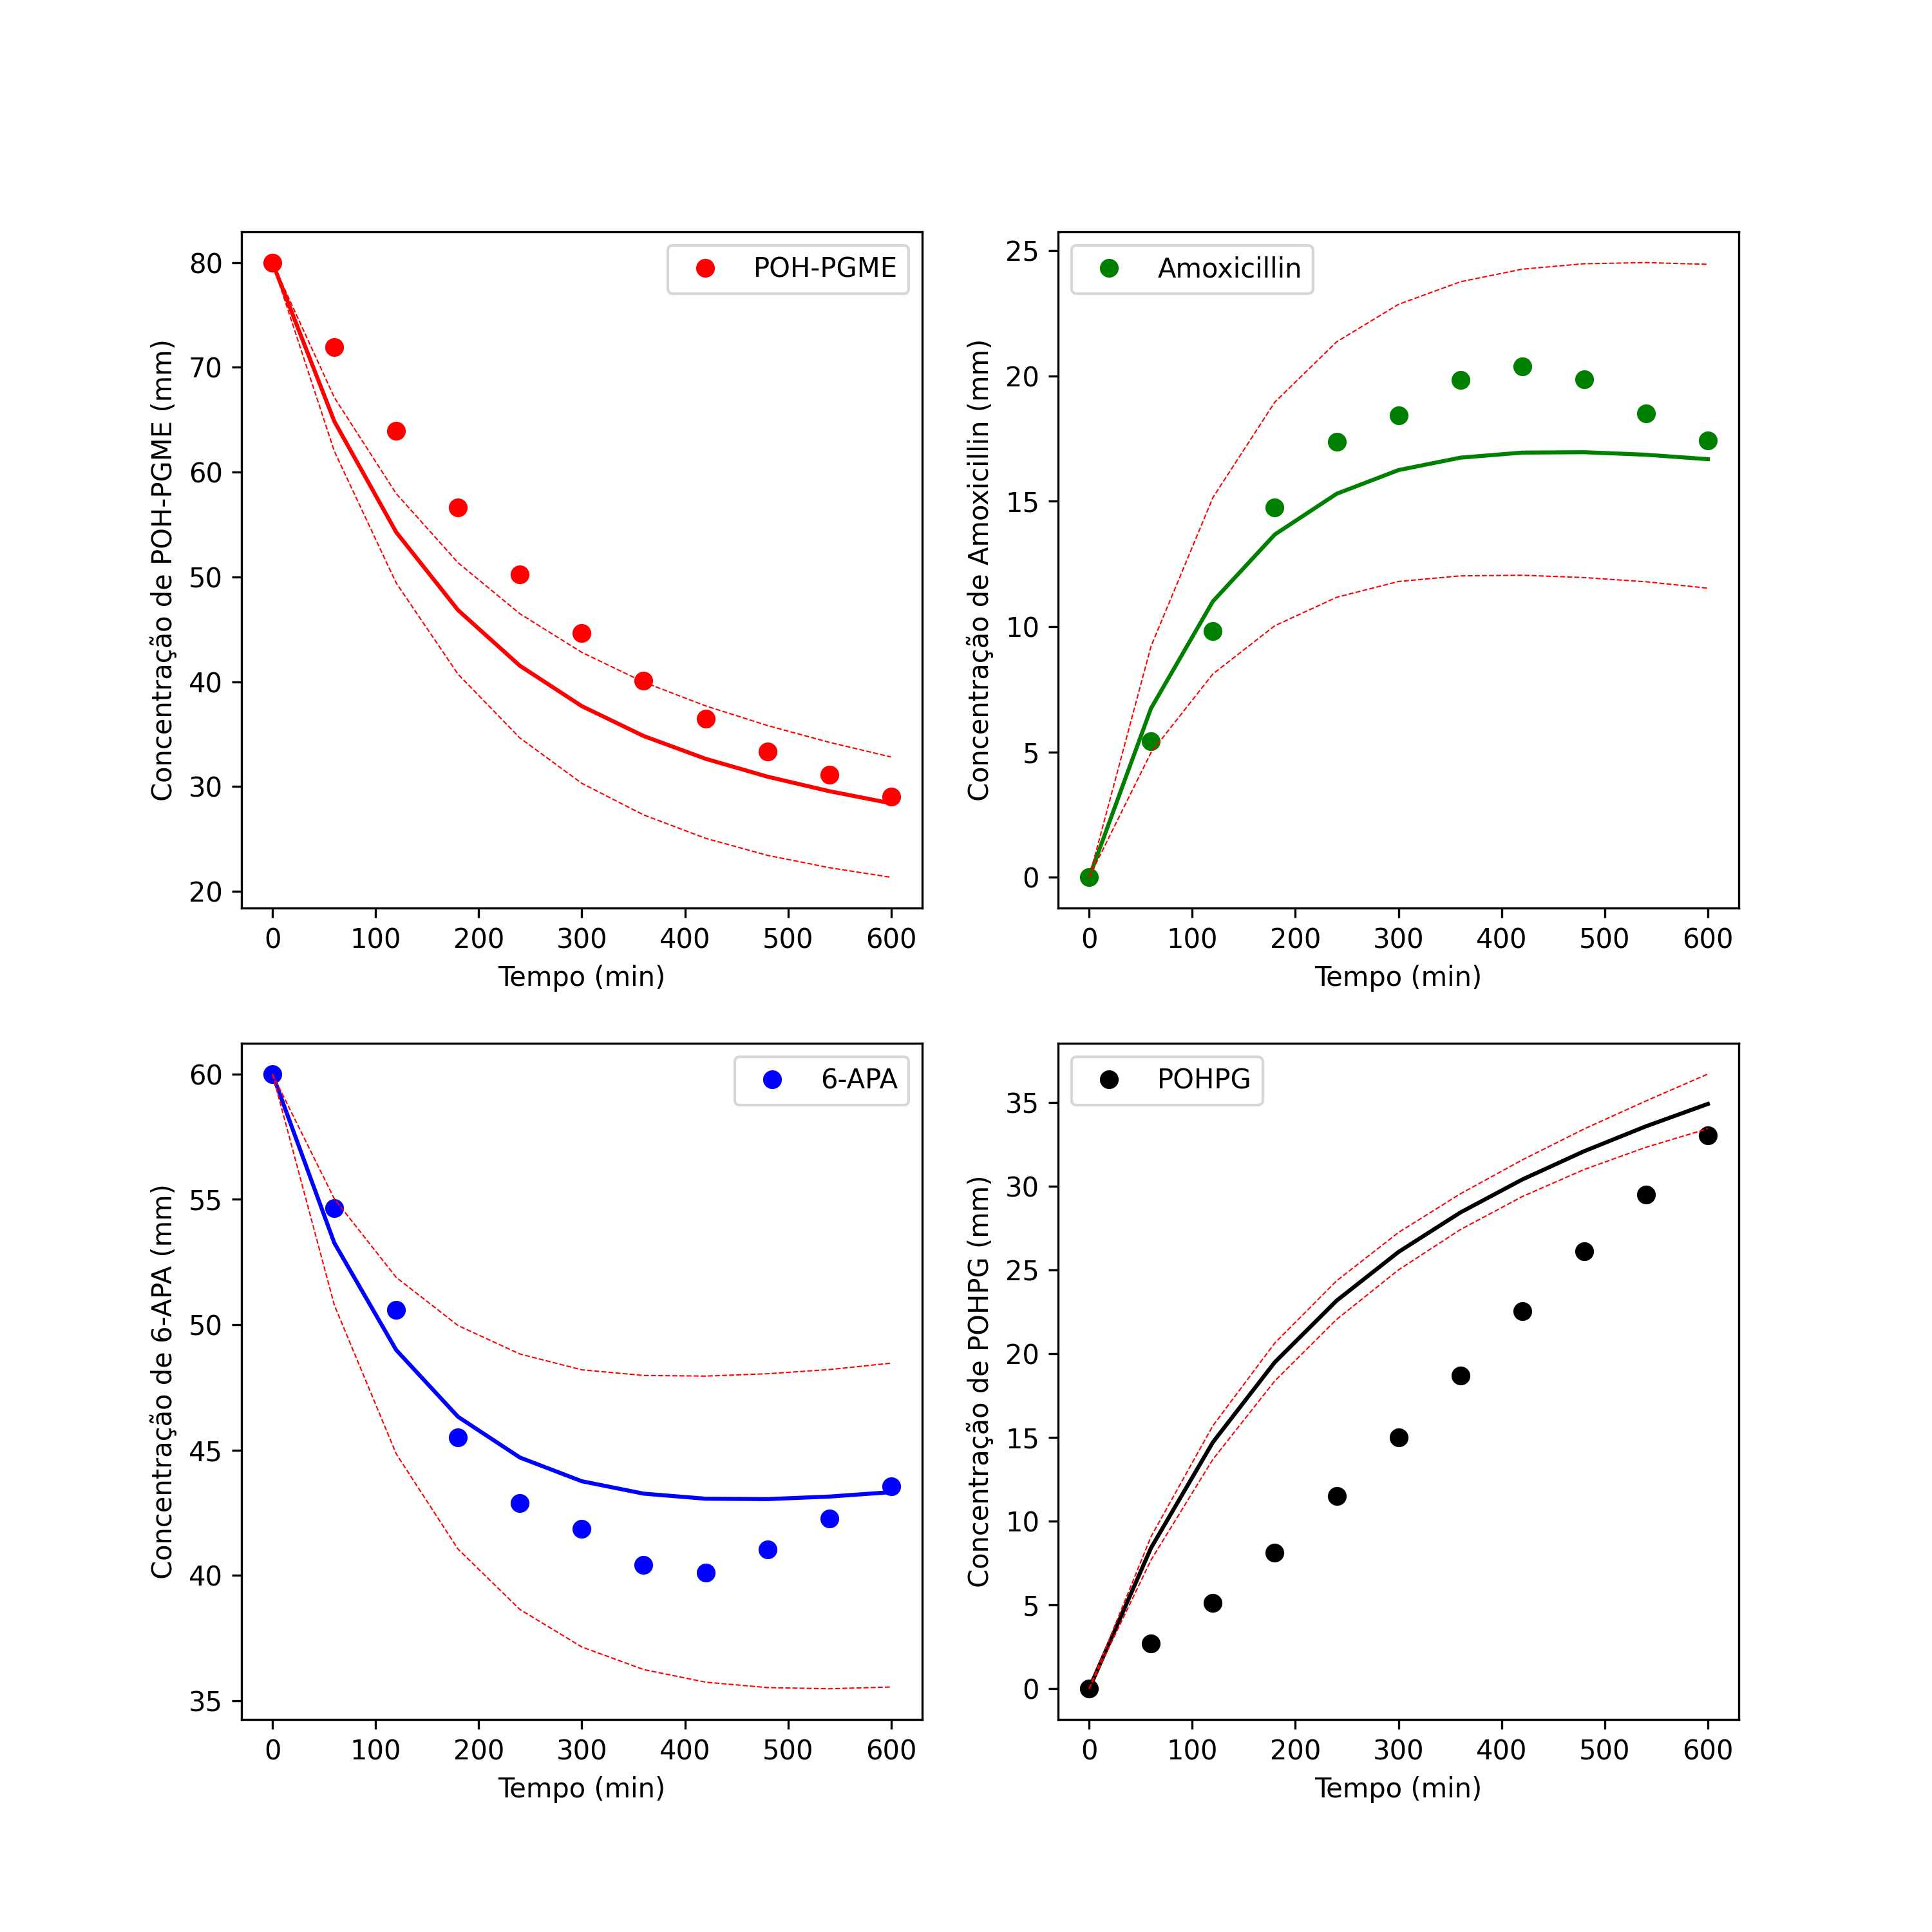 POH-PGME
Concentração de POH-PGME (mm)
80
70
60
50
40
30
20
0 100 200 300 400 500 600
Tempo (min)
Amoxicillin
Concentração de Amoxicillin (mm)
25
20
15
10
5
0
0 100 200 300 400 500 600
Tempo (min)
6-APA
Concentração de 6-APA (mm)
60
55
50
45
40
35
0 100 200 300 400 500 600
Tempo (min)
POHPG
Concentração de POHPG (mm)
35
30
25
20
15
10
5
0
0 100 200 300 400 500 600
Tempo (min)